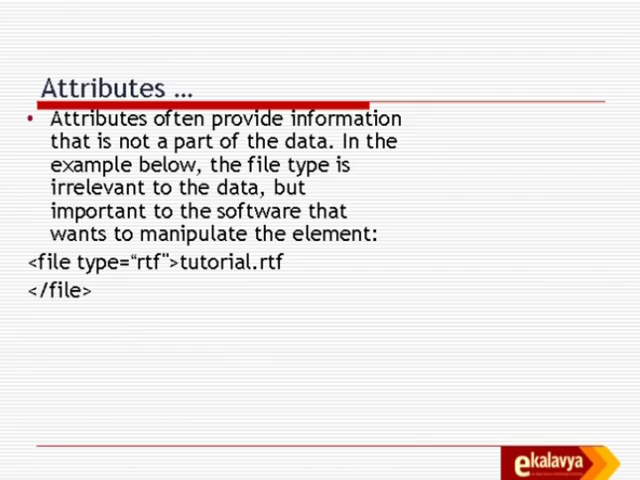 Attributes …
• Attributes often provide information
that is not a part of the data. In the
example below, the file type is
irrelevant to the data, but
important to the software that
wants to manipulate the element:
<file type=“rtf">tutorial.rtf
</file>
ekalavya